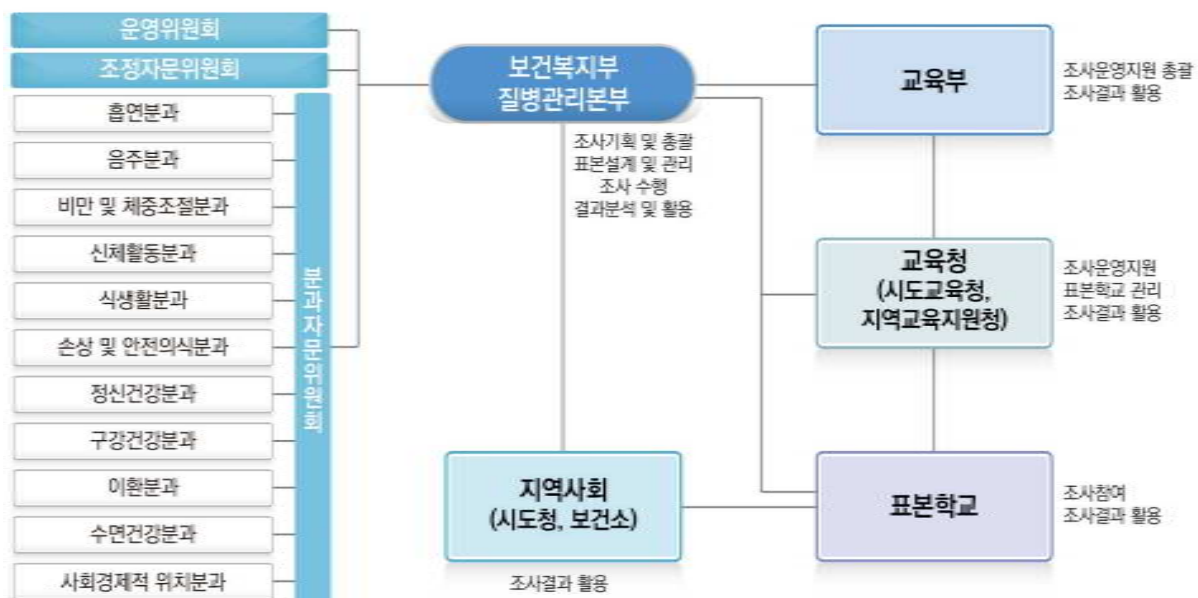 운영위원회
조정자문위원회
흡연분과
음주분과
비만 및 체중조절분과
신체활동분과
식생활분과
손상 및 안전의식분과
정신건강분과
구강건강분과
이환분과
수면건강분과
사회경제적 위치분과
분과자문위원회
보건복지부
질병관리본부
조사기획 및 총괄
표본설계 및 관리
조사 수행
결과분석 및 활용
지역사회
(시도청, 보건소)
조사결과 활용
교육부
조사운영지원 총괄
조사결과 활용
교육청
(시도교육청,
지역교육지원청)
조사운영지원
표본학교 관리
조사결과 활용
표본학교
조사참여
조사결과 활용